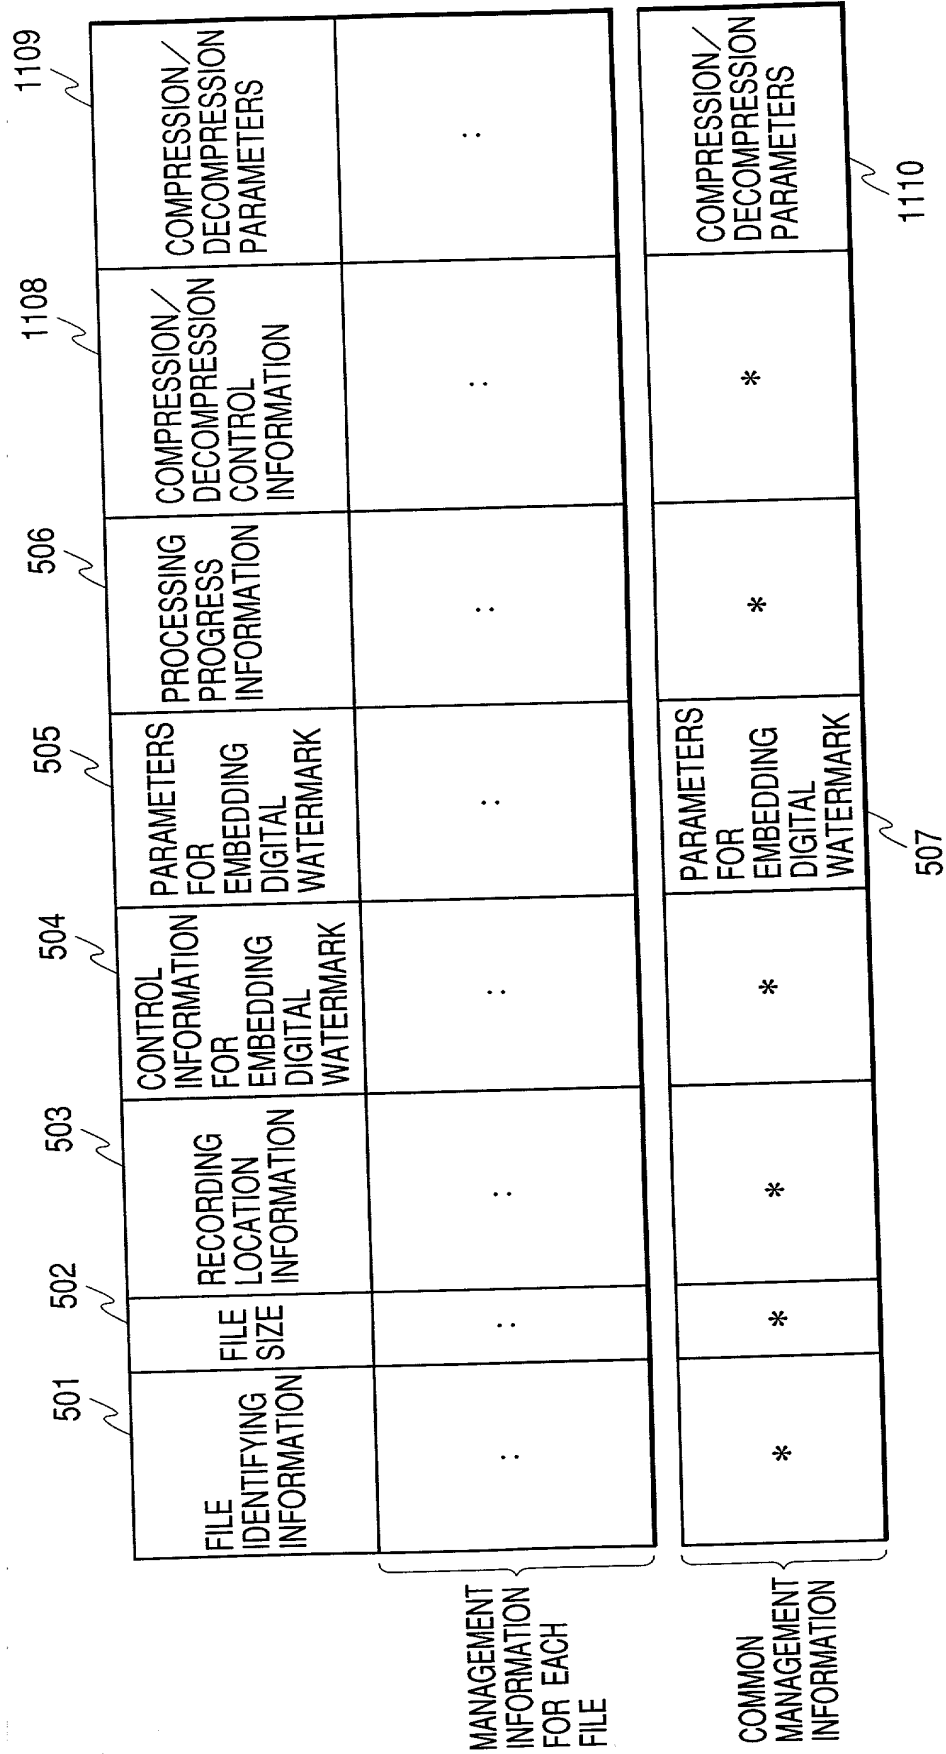 501
502
503
504
505
506
1108
1109
FILE
IDENTIFYING
INFORMATION
FILE
SIZE
RECORDING
LOCATION
INFORMATION
CONTROL
INFORMATION
FOR
EMBEDDING
DIGITAL
WATERMARK
PARAMETERS
FOR
EMBEDDING
DIGITAL
WATERMARK
PROCESSING
PROGRESS
INFORMATION
COMPRESSION/
DECOMPRESSION
CONTROL
INFORMATION
COMPRESSION/
DECOMPRESSION
PARAMETERS
MANAGEMENT
INFORMATION
FOR EACH
FILE
:
:
:
:
:
:
:
:
COMMON
MANAGEMENT
INFORMATION
*
*
*
*
PARAMETERS
FOR
EMBEDDING
DIGITAL
WATERMARK
*
*
COMPRESSION/
DECOMPRESSION
PARAMETERS
507
1110